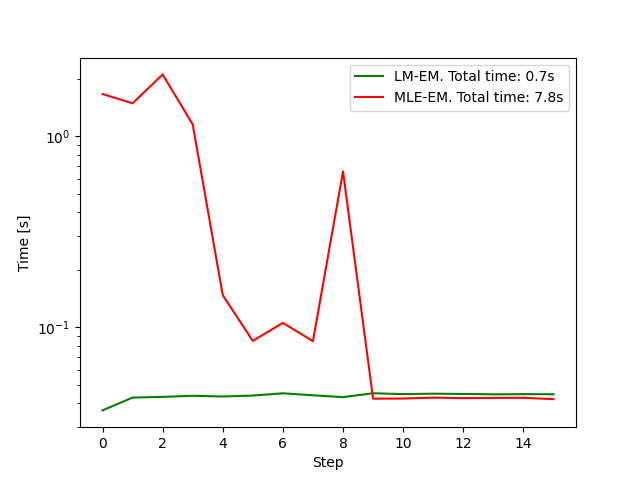 LM-EM. Total time: 0.7s
MLE-EM. Total time: 7.8s
10⁰
10⁻¹
Time [s]
0 2 4 6 8 10 12 14
Step